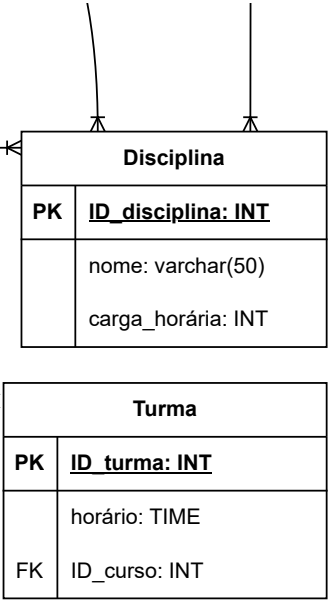 Disciplina
PK ID_disciplina: INT
nome: varchar(50)
carga_horária: INT
Turma
PK ID_turma: INT
horário: TIME
FK ID_curso: INT